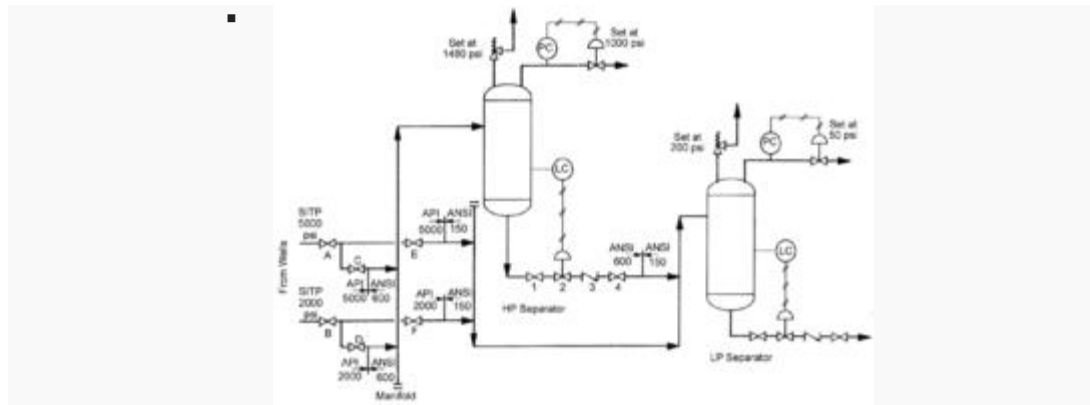 Set at
1480 psi
PC
Set at
1000 psi
Set at
200 psi
PC
Set at
50 psi
LC
SITP
5000
psi
API
ANSI
5000
150
A
E
C
From Wells
API
ANSI
5000
600
ANSI
ANSI
600
150
1
2
3
4
LC
SITP
2000
psi
API
ANSI
2000
150
HP Separator
B
F
D
API
ANSI
2000
600
LP Separator
Manifold